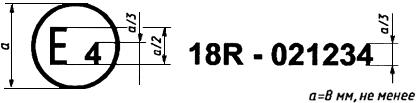 a
E 4
a/3
a/2
18R - 021234
a/3
a=8 мм, не менее